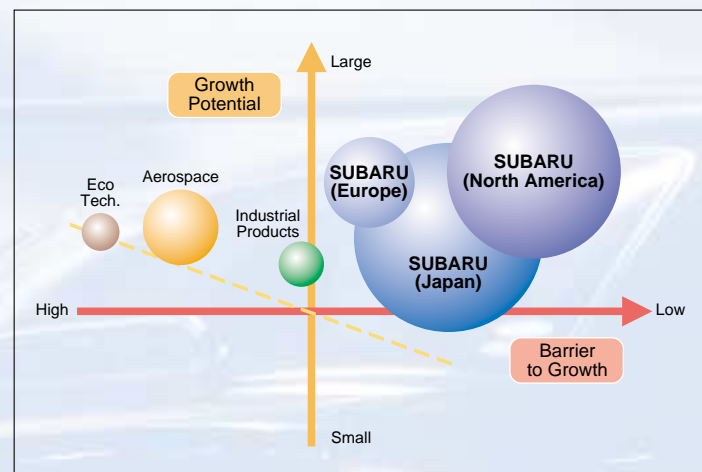 Large
Growth
Potential
Eco
Tech.
Aerospace
Industrial
Products
SUBARU
(Europe)
SUBARU
(North America)
SUBARU
(Japan)
High
Low
Barrier
to Growth
Small